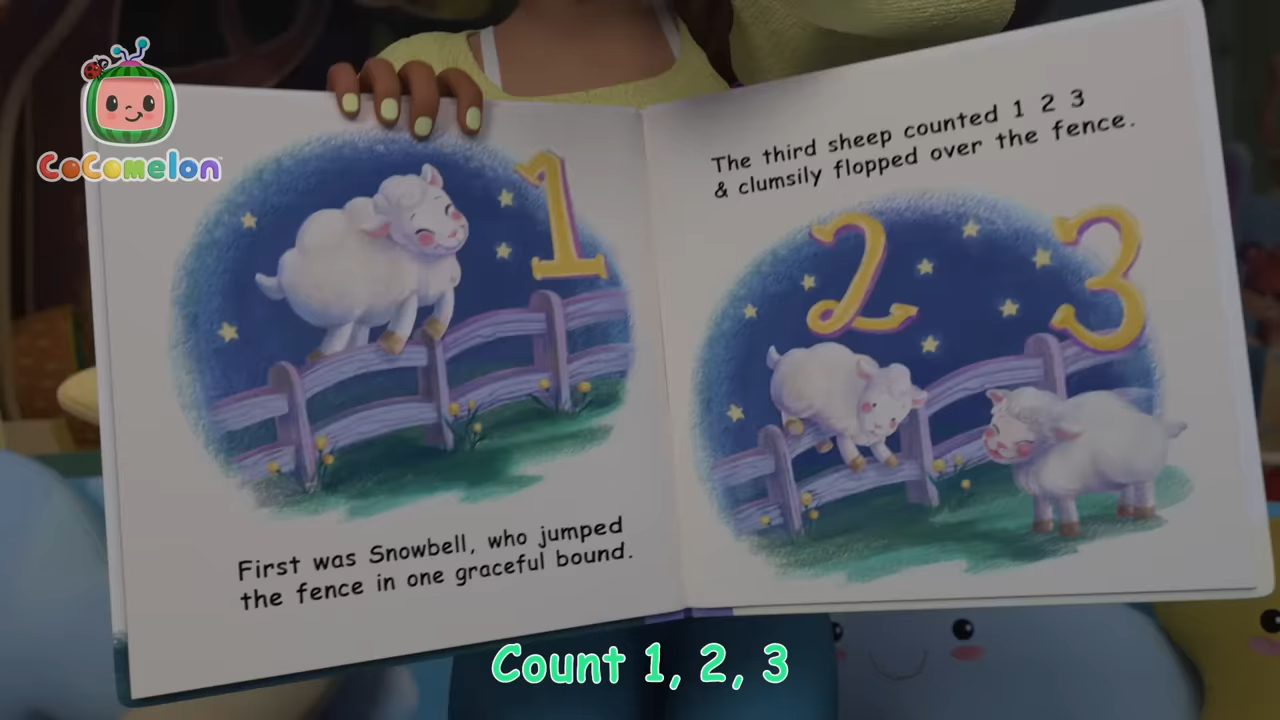 CoComelon
1
First was Snowbell, who jumped
the fence in one graceful bound.
The third sheep counted 1 2 3
& clumsily flopped over the fence.
2 3
Count 1, 2, 3